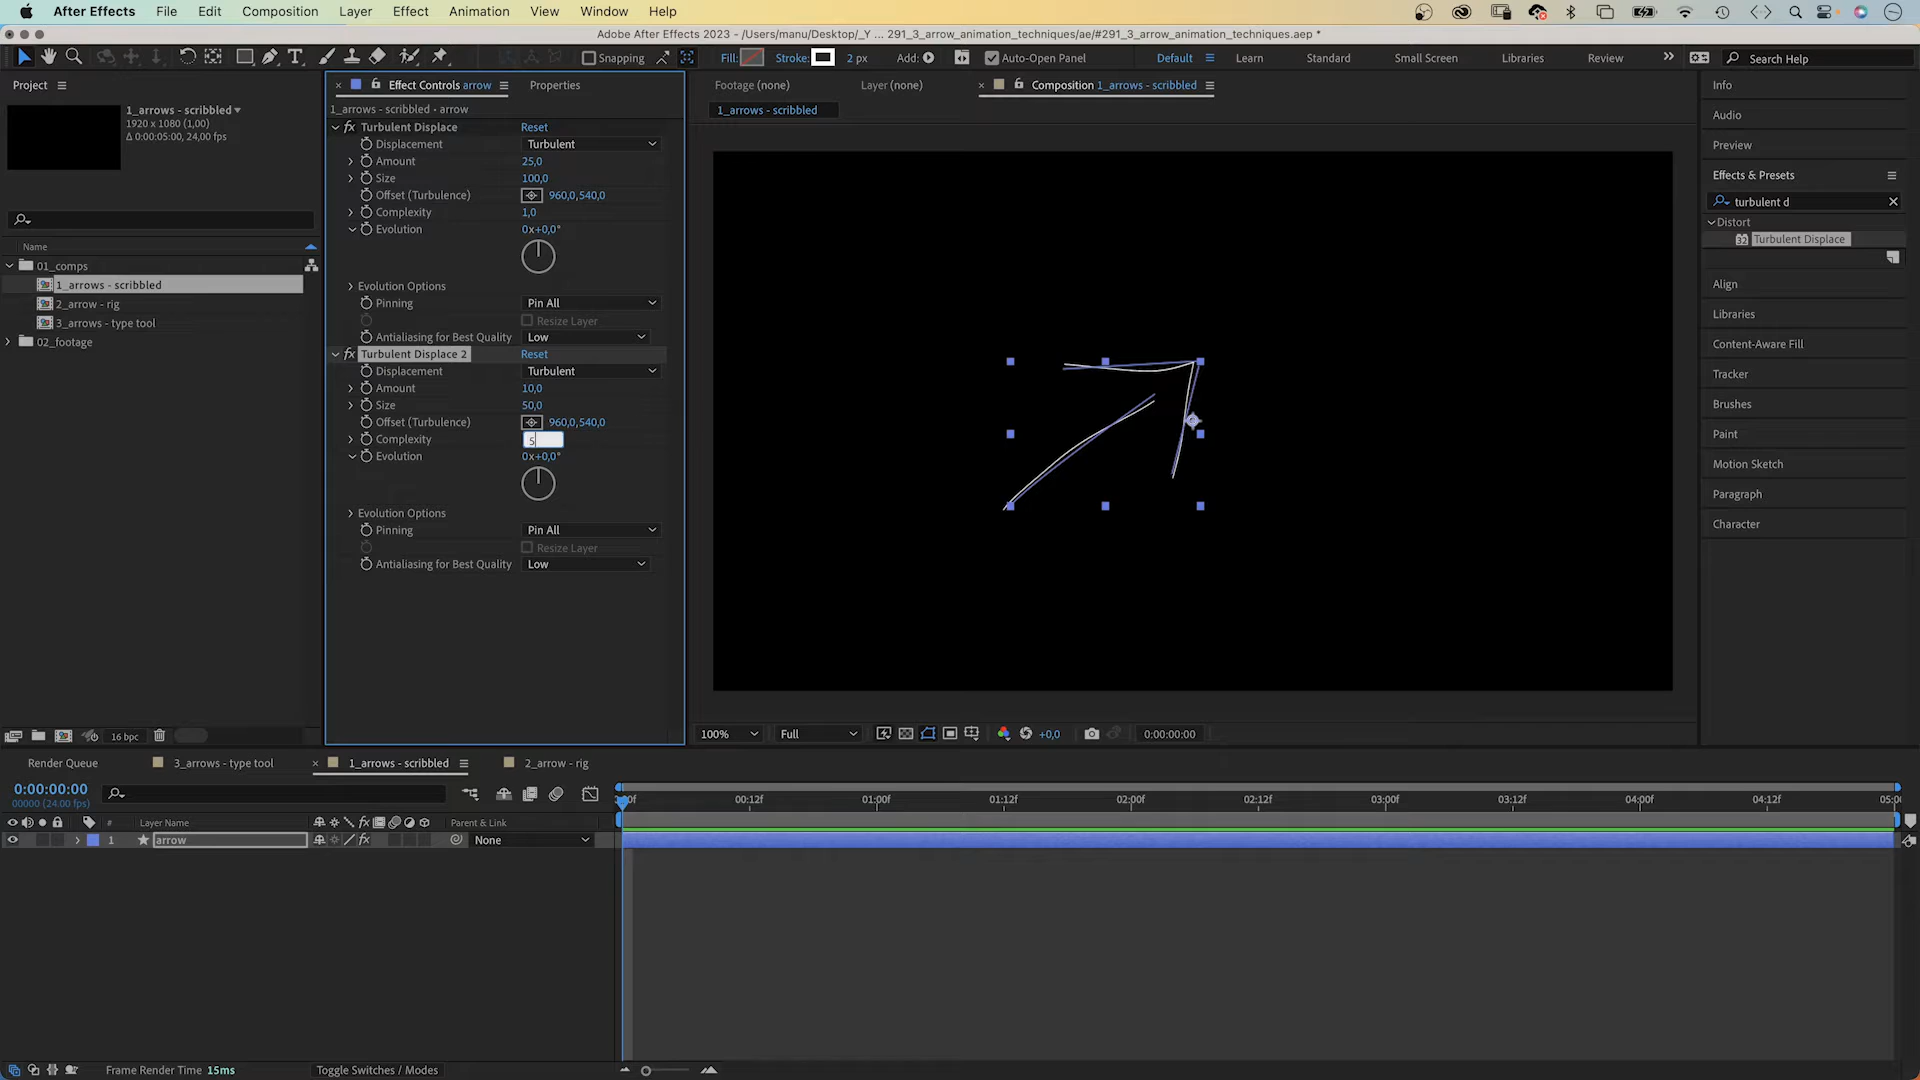 After Effects File Edit Composition Layer Effect Animation View Window Help
Adobe After Effects 2023 - /Users/manu/Desktop/_Y ... 291_3_arrow_animation_techniques/ae/#291_3_arrow_animation_techniques.aep *
Snapping Fill: Stroke: 2 px Add: Auto-Open Panel Default Learn Standard Small Screen Libraries Review Search Help
Project
1_arrows - scribbled
1920 x 1080 (1,00)
Δ 0:00:05:00, 24,00 fps
Name
01_comps
1_arrows - scribbled
2_arrow - rig
3_arrows - type tool
02_footage
16 bpc
Effect Controls arrow Properties
1_arrows - scribbled · arrow
fx Turbulent Displace Reset
Displacement Turbulent
Amount 25,0
Size 100,0
Offset (Turbulence) 960,0,540,0
Complexity 1,0
Evolution 0x+0,0°
Evolution Options
Pinning Pin All
Resize Layer
Antialiasing for Best Quality Low
fx Turbulent Displace 2 Reset
Displacement Turbulent
Amount 10,0
Size 50,0
Offset (Turbulence) 960,0,540,0
Complexity 5
Evolution 0x+0,0°
Evolution Options
Pinning Pin All
Resize Layer
Antialiasing for Best Quality Low
Footage (none) Layer (none) Composition 1_arrows - scribbled
1_arrows - scribbled
100% Full +0,0 0:00:00:00
Info
Audio
Preview
Effects & Presets
turbulent d
Distort
32 Turbulent Displace
Align
Libraries
Content-Aware Fill
Tracker
Brushes
Paint
Motion Sketch
Paragraph
Character
Render Queue 3_arrows - type tool 1_arrows - scribbled 2_arrow - rig
0:00:00:00
00000 (24.00 fps)
00:12f 01:00f 01:12f 02:00f 02:12f 03:00f 03:12f 04:00f 04:12f
# Layer Name fx Parent & Link
1 arrow fx None
Frame Render Time 15ms Toggle Switches / Modes